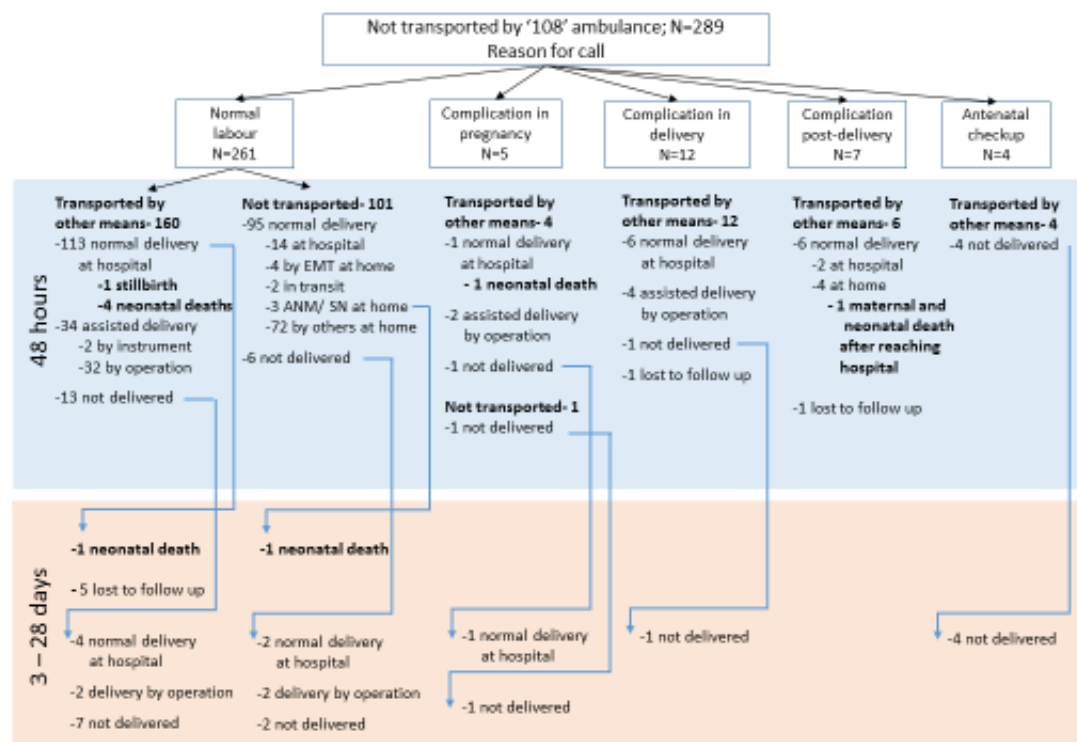 Not transported by '108' ambulance; N=289
Reason for call
Normal
labour
N=261
Complication in
pregnancy
N=5
Complication in
delivery
N=12
Complication
post-delivery
N=7
Antenatal
checkup
N=4
48 hours
Transported by
other means- 160
-113 normal delivery
at hospital
-1 stillbirth
-4 neonatal deaths
-34 assisted delivery
-2 by instrument
-32 by operation
-13 not delivered
Not transported- 101
-95 normal delivery
-14 at hospital
-4 by EMT at home
-2 in transit
-3 ANM/ SN at home
-72 by others at home
-6 not delivered
Transported by
other means- 4
-1 normal delivery
at hospital
- 1 neonatal death
-2 assisted delivery
by operation
-1 not delivered
Not transported- 1
-1 not delivered
Transported by
other means- 12
-6 normal delivery
at hospital
-4 assisted delivery
by operation
-1 not delivered
-1 lost to follow up
Transported by
other means- 6
-6 normal delivery
-2 at hospital
-4 at home
- 1 maternal and
neonatal death
after reaching
hospital
-1 lost to follow up
Transported by
other means- 4
-4 not delivered
3 – 28 days
-1 neonatal death
- 5 lost to follow up
-4 normal delivery
at hospital
-2 delivery by operation
-7 not delivered
-1 neonatal death
-2 normal delivery
at hospital
-2 delivery by operation
-2 not delivered
-1 normal delivery
at hospital
-1 not delivered
-1 not delivered
-4 not delivered